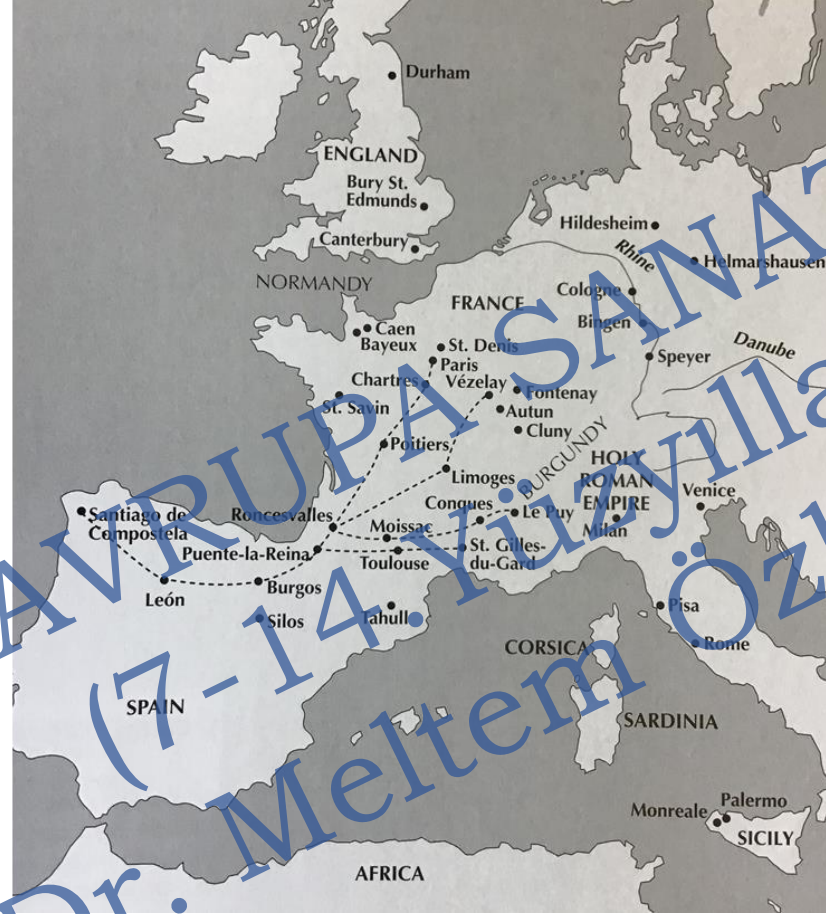 Durham
ENGLAND
Bury St.
Edmunds
Canterbury
Hildesheim
Rhine
Helmarshausen
NORMANDY
Cologne
FRANCE
Bingen
Caen
Bayeux
St. Denis
Paris
Danube
Speyer
Chartres
Vézelay
Fontenay
St. Savin
Autun
Cluny
Poitiers
BURGUNDY
HOLY
ROMAN
EMPIRE
Limoges
Venice
Conques
Le Puy
Milan
Santiago de
Compostela
Roncesvalles
Moissac
Puente-la-Reina
Toulouse
St. Gilles-
du-Gard
León
Burgos
Silos
Tahull
Pisa
Rome
CORSICA
SPAIN
SARDINIA
Monreale
Palermo
SICILY
AFRICA
AVRUPA SANAT
(7-14.Yüzyılla
Dr. Meltem Özk